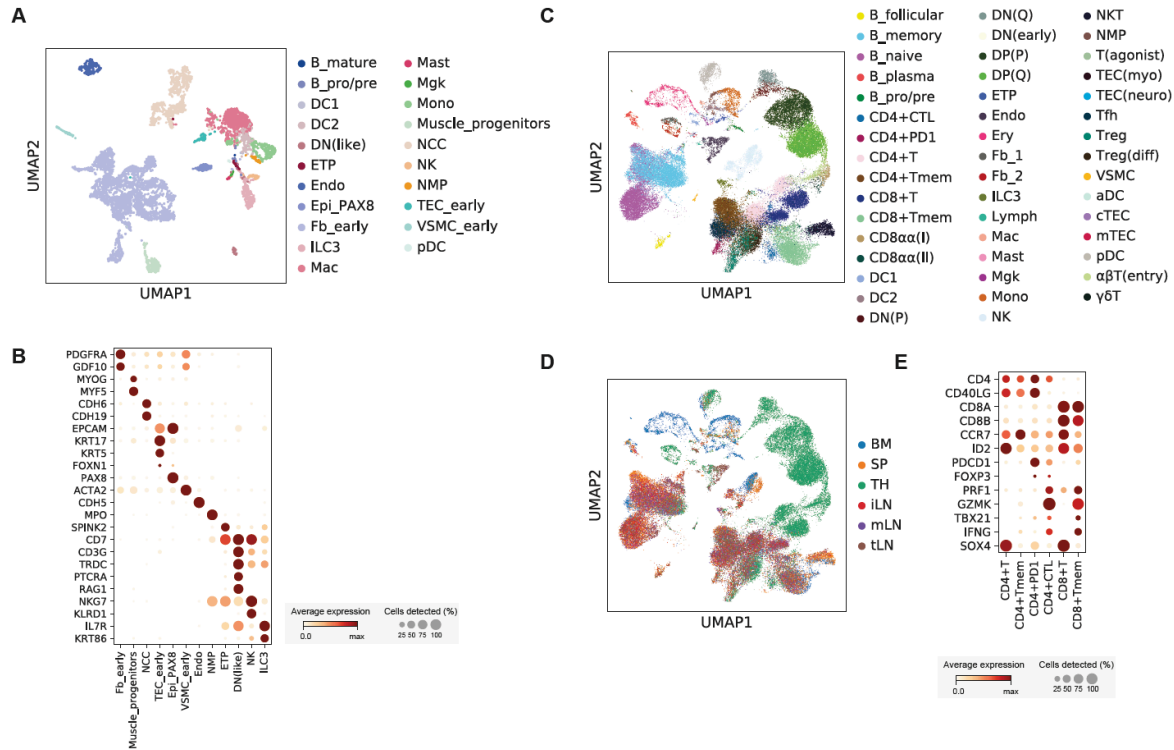 A
UMAP2
UMAP1
B_mature
B_pro/pre
DC1
DC2
DN(like)
ETP
Endo
Epi_PAX8
Fb_early
ILC3
Mac
Mast
Mgk
Mono
Muscle_progenitors
NCC
NK
NMP
TEC_early
VSMC_early
pDC
B
PDGFRA
GDF10
MYOG
MYF5
CDH6
CDH19
EPCAM
KRT17
KRT5
FOXN1
PAX8
ACTA2
CDH5
MPO
SPINK2
CD7
CD3G
TRDC
PTCRA
RAG1
NKG7
KLRD1
IL7R
KRT86
Fb_early
Muscle_progenitors
NCC
TEC_early
Epi_PAX8
VSMC_early
Endo
NMP
ETP
DN(like)
NK
ILC3
Average expression
0.0 max
Cells detected (%)
25 50 75 100
C
UMAP2
UMAP1
B_follicular
B_memory
B_naive
B_plasma
B_pro/pre
CD4+CTL
CD4+PD1
CD4+T
CD4+Tmem
CD8+T
CD8+Tmem
CD8αα(I)
CD8αα(II)
DC1
DC2
DN(P)
DN(Q)
DN(early)
DP(P)
DP(Q)
ETP
Endo
Ery
Fb_1
Fb_2
ILC3
Lymph
Mac
Mast
Mgk
Mono
NK
NKT
NMP
T(agonist)
TEC(myo)
TEC(neuro)
Tfh
Treg
Treg(diff)
VSMC
aDC
cTEC
mTEC
pDC
αβT(entry)
γδT
D
UMAP2
UMAP1
BM
SP
TH
iLN
mLN
tLN
E
CD4
CD40LG
CD8A
CD8B
CCR7
ID2
PDCD1
FOXP3
PRF1
GZMK
TBX21
IFNG
SOX4
CD4+T
CD4+Tmem
CD4+PD1
CD4+CTL
CD8+T
CD8+Tmem
Average expression
0.0 max
Cells detected (%)
25 50 75 100